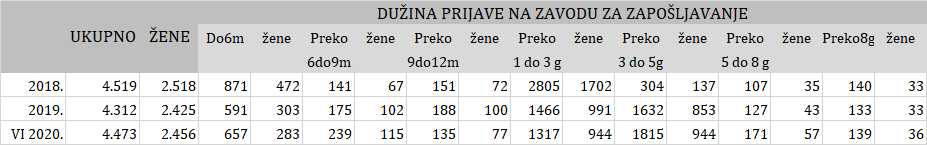 DUŽINA PRIJAVE NA ZAVODU ZA ZAPOŠLJAVANJE
UKUPNO ŽENE Do6m žene Preko 6do9m žene Preko 9do12m žene Preko 1 do 3 g žene Preko 3 do 5g žene Preko 5 do 8 g žene Preko8g žene
2018. 4.519 2.518 871 472 141 67 151 72 2805 1702 304 137 107 35 140 33
2019. 4.312 2.425 591 303 175 102 188 100 1466 991 1632 853 127 43 133 33
VI 2020. 4.473 2.456 657 283 239 115 135 77 1317 944 1815 944 171 57 139 36